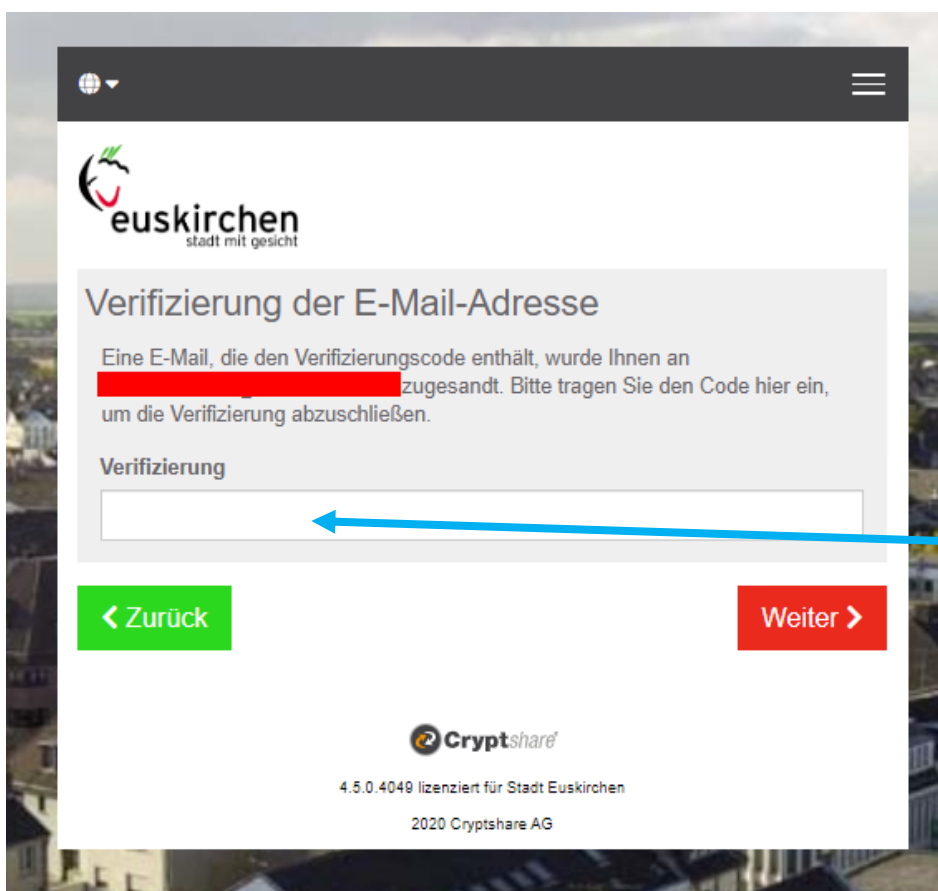 euskirchen
stadt mit gesicht
Verifizierung der E-Mail-Adresse
Eine E-Mail, die den Verifizierungscode enthält, wurde Ihnen an
zugesandt. Bitte tragen Sie den Code hier ein,
um die Verifizierung abzuschließen.
Verifizierung
Zurück
Weiter
Cryptshare
4.5.0.4049 lizenziert für Stadt Euskirchen
2020 Cryptshare AG